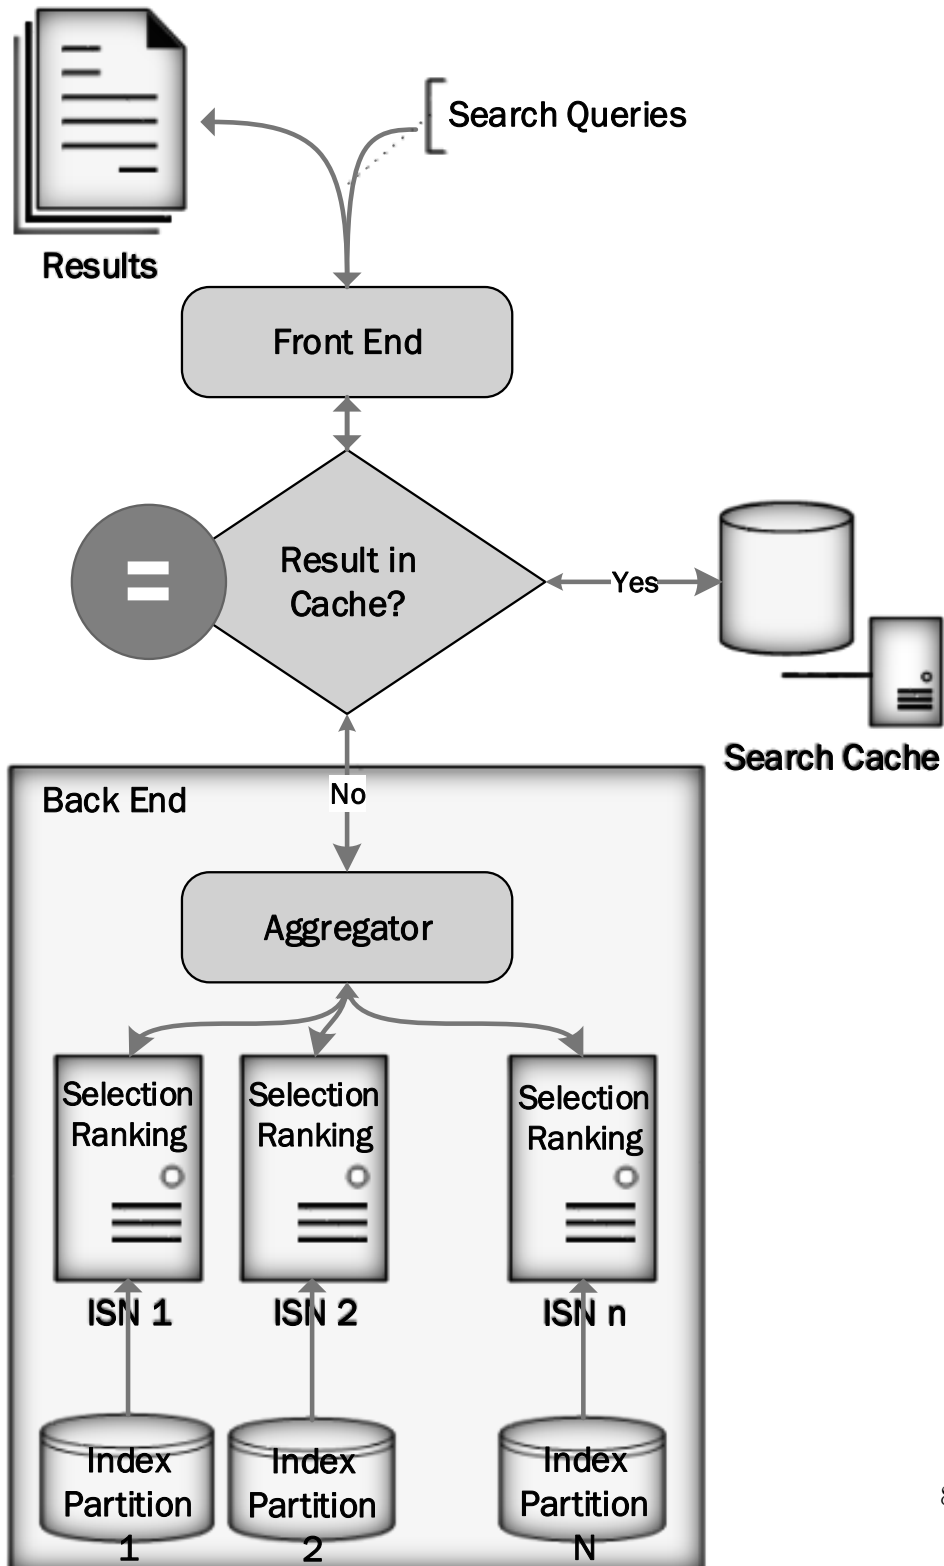 Search Queries
Results
Front End
Result in
Cache?
Yes
Search Cache
No
Back End
Aggregator
Selection
Ranking
Selection
Ranking
Selection
Ranking
ISN 1
ISN 2
ISN n
Index
Partition
1
Index
Partition
2
Index
Partition
N